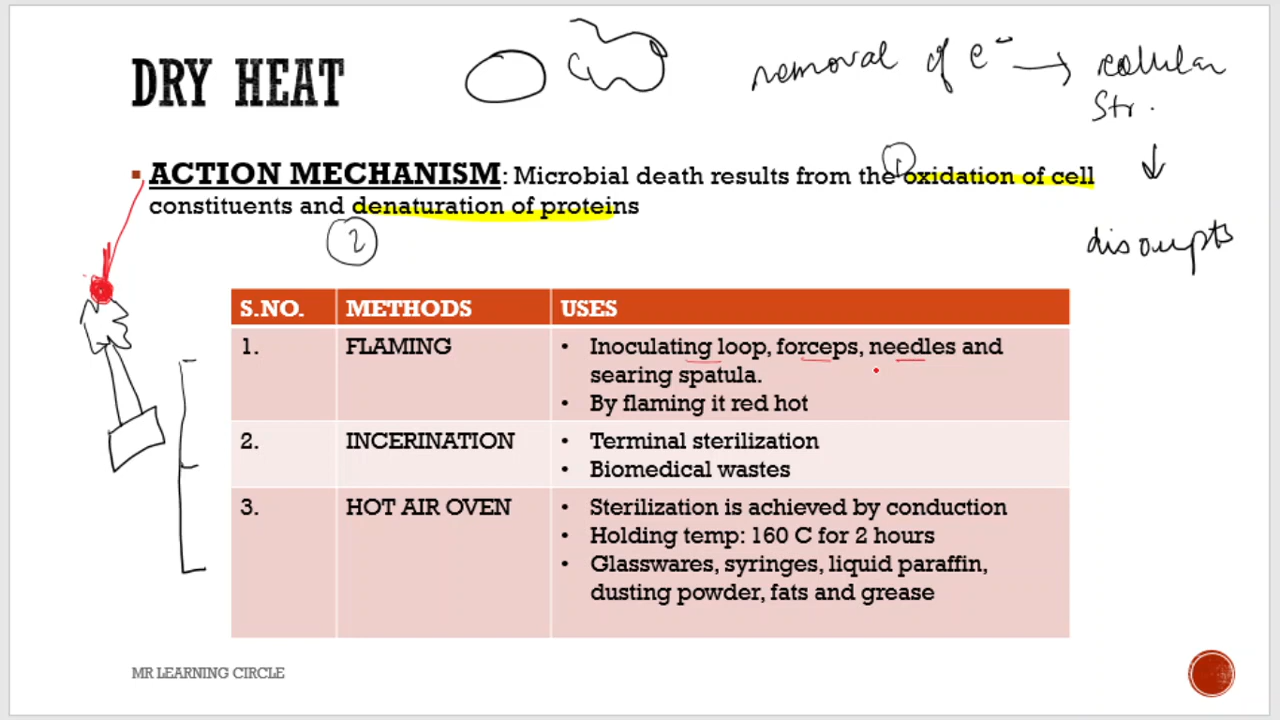 DRY HEAT
removal of e⁻ → cellular
Str.
↓
disrupts
▪ ACTION MECHANISM: Microbial death results from the oxidation of cell
constituents and denaturation of proteins
1
2
S.NO. METHODS USES
1. FLAMING • Inoculating loop, forceps, needles and
searing spatula.
• By flaming it red hot
2. INCERINATION • Terminal sterilization
• Biomedical wastes
3. HOT AIR OVEN • Sterilization is achieved by conduction
• Holding temp: 160 C for 2 hours
• Glasswares, syringes, liquid paraffin,
dusting powder, fats and grease
MR LEARNING CIRCLE